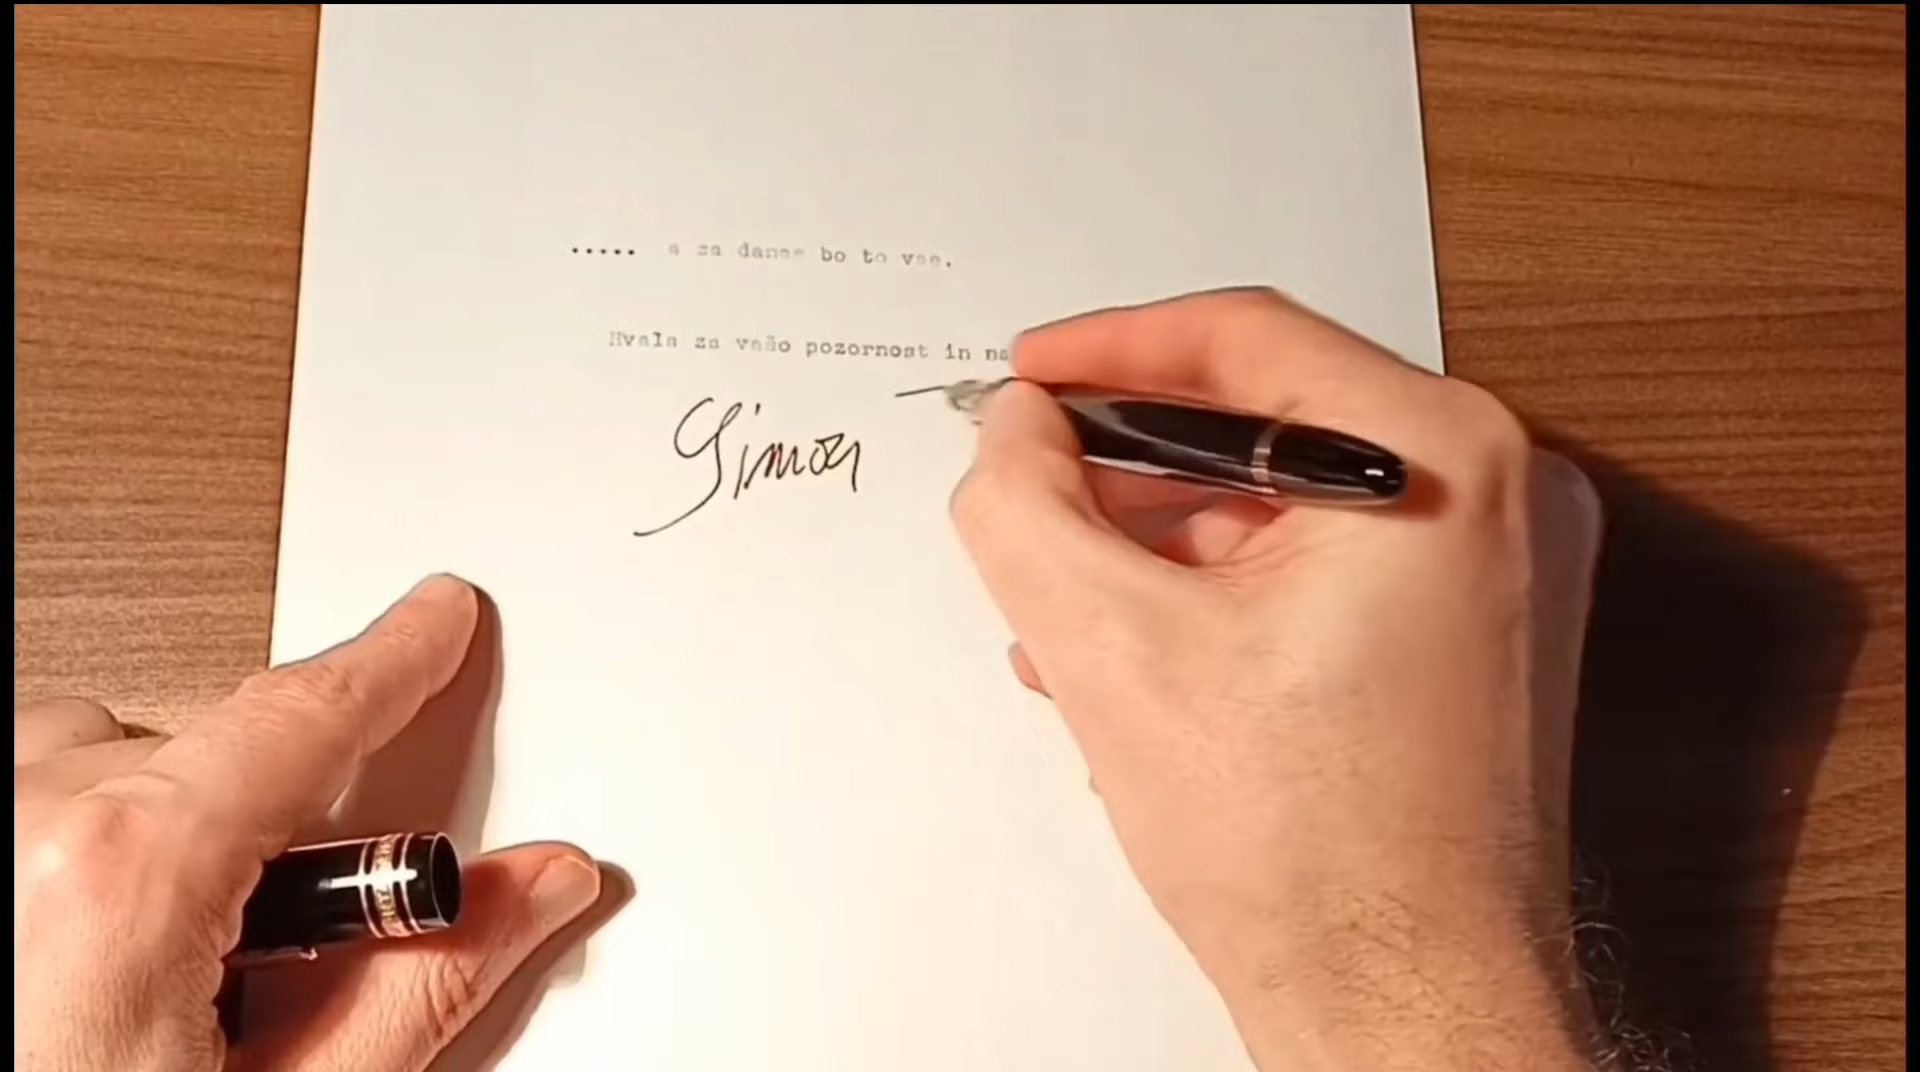 ..... a za danes bo to vse.
Hvala za vašo pozornost in na
Simon